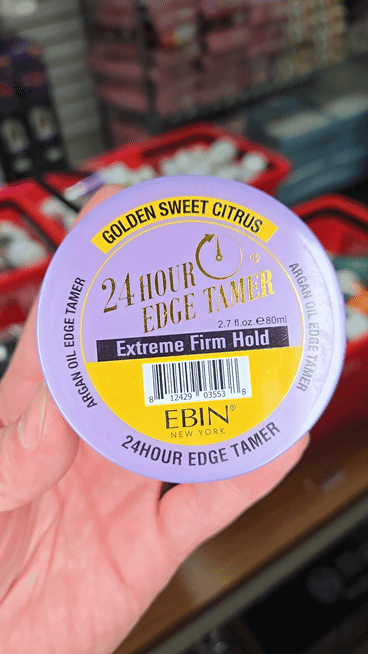 GOLDEN SWEET CITRUS
24 HOUR
EDGE TAMER
2.7 fl.oz.℮80ml
Extreme Firm Hold
8 12429 03553 8
EBIN®
NEW YORK
24HOUR EDGE TAMER
ARGAN OIL EDGE TAMER
ARGAN OIL EDGE TAMER